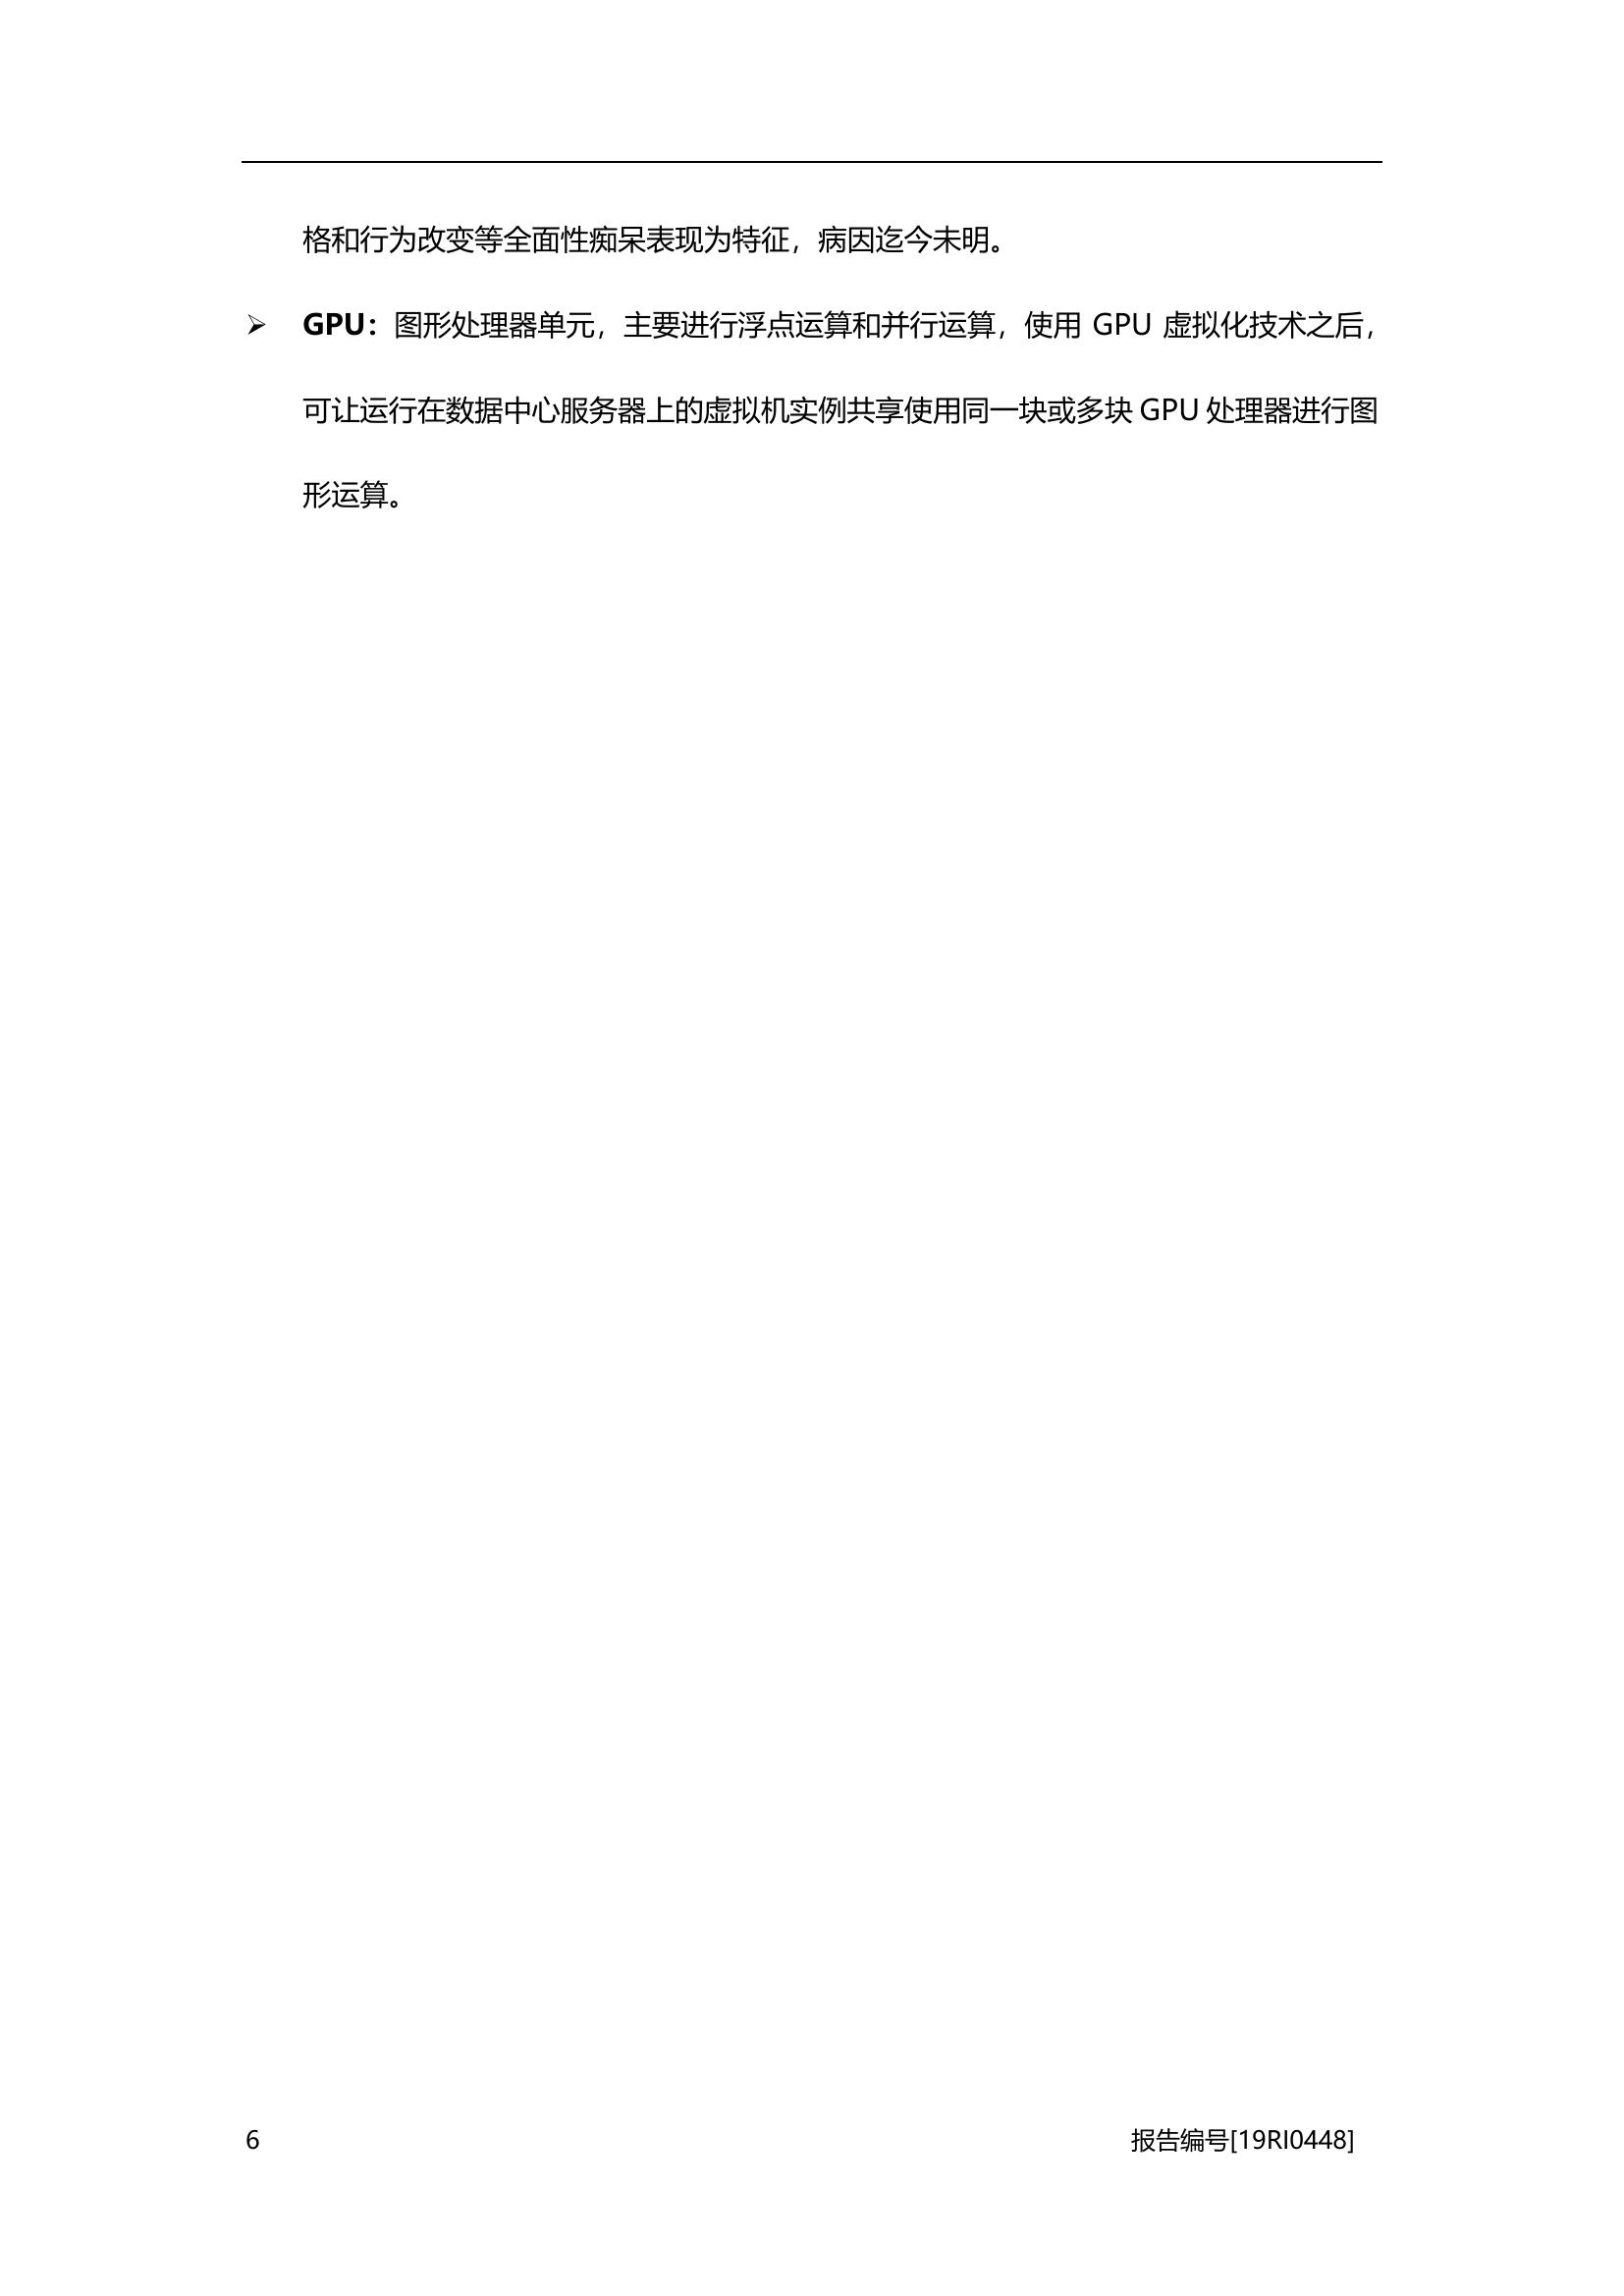 格和行为改变等全面性痴呆表现为特征，病因迄今未明。
➢ GPU：图形处理器单元，主要进行浮点运算和并行运算，使用 GPU 虚拟化技术之后，
可让运行在数据中心服务器上的虚拟机实例共享使用同一块或多块 GPU 处理器进行图
形运算。
6 报告编号[19RI0448]